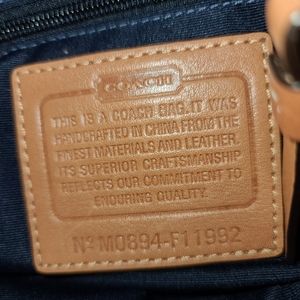 COACH
THIS IS A COACH BAG. IT WAS
HANDCRAFTED IN CHINA FROM THE
FINEST MATERIALS AND LEATHER.
ITS SUPERIOR CRAFTSMANSHIP
REFLECTS OUR COMMITMENT TO
ENDURING QUALITY.
Nº M0894-F11992